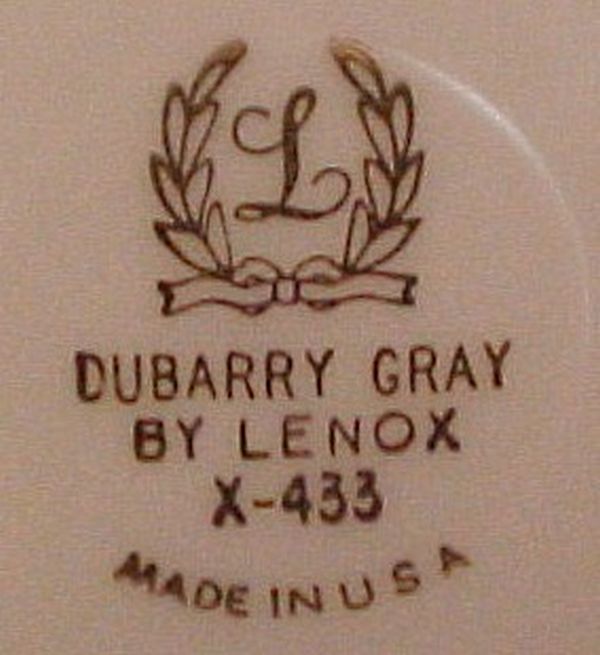 L
DUBARRY GRAY
BY LENOX
X-433
MADE IN USA